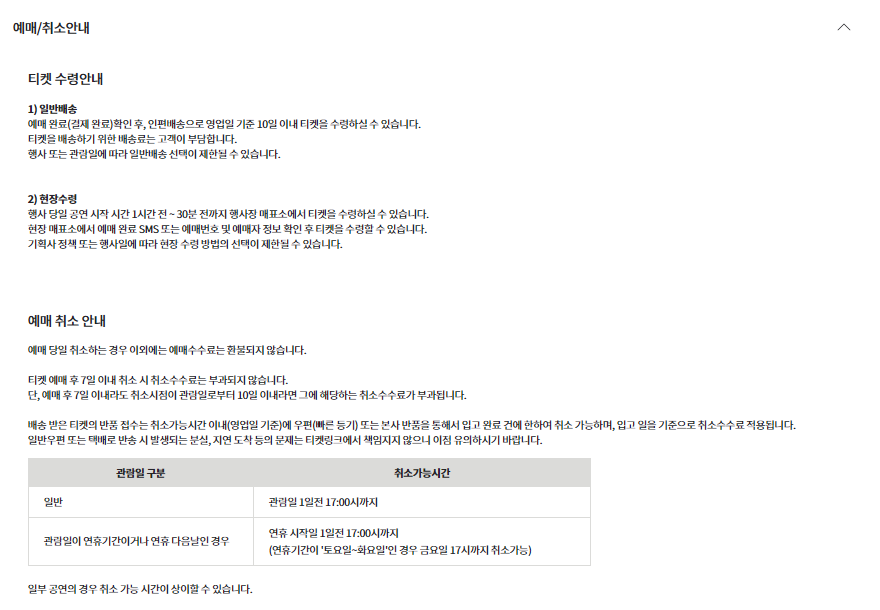 예매/취소안내
티켓 수령안내
1) 일반배송
예매 완료(결제 완료)확인 후, 인편배송으로 영업일 기준 10일 이내 티켓을 수령하실 수 있습니다.
티켓을 배송하기 위한 배송료는 고객이 부담합니다.
행사 또는 관람일에 따라 일반배송 선택이 제한될 수 있습니다.
2) 현장수령
행사 당일 공연 시작 시간 1시간 전 ~ 30분 전까지 행사장 매표소에서 티켓을 수령하실 수 있습니다.
현장 매표소에서 예매 완료 SMS 또는 예매번호 및 예매자 정보 확인 후 티켓을 수령할 수 있습니다.
기획사 정책 또는 행사일에 따라 현장 수령 방법의 선택이 제한될 수 있습니다.
예매 취소 안내
예매 당일 취소하는 경우 이외에는 예매수수료는 환불되지 않습니다.
티켓 예매 후 7일 이내 취소 시 취소수수료는 부과되지 않습니다.
단, 예매 후 7일 이내라도 취소시점이 관람일로부터 10일 이내라면 그에 해당하는 취소수수료가 부과됩니다.
배송 받은 티켓의 반품 접수는 취소가능시간 이내(영업일 기준)에 우편(빠른 등기) 또는 본사 반품을 통해서 입고 완료 건에 한하여 취소 가능하며, 입고 일을 기준으로 취소수수료 적용됩니다.
일반우편 또는 택배로 반송 시 발생되는 분실, 지연 도착 등의 문제는 티켓링크에서 책임지지 않으니 이점 유의하시기 바랍니다.
관람일 구분 취소가능시간
일반 관람일 1일전 17:00시까지
관람일이 연휴기간이거나 연휴 다음날인 경우 연휴 시작일 1일전 17:00시까지
(연휴기간이 '토요일~화요일'인 경우 금요일 17시까지 취소가능)
일부 공연의 경우 취소 가능 시간이 상이할 수 있습니다.